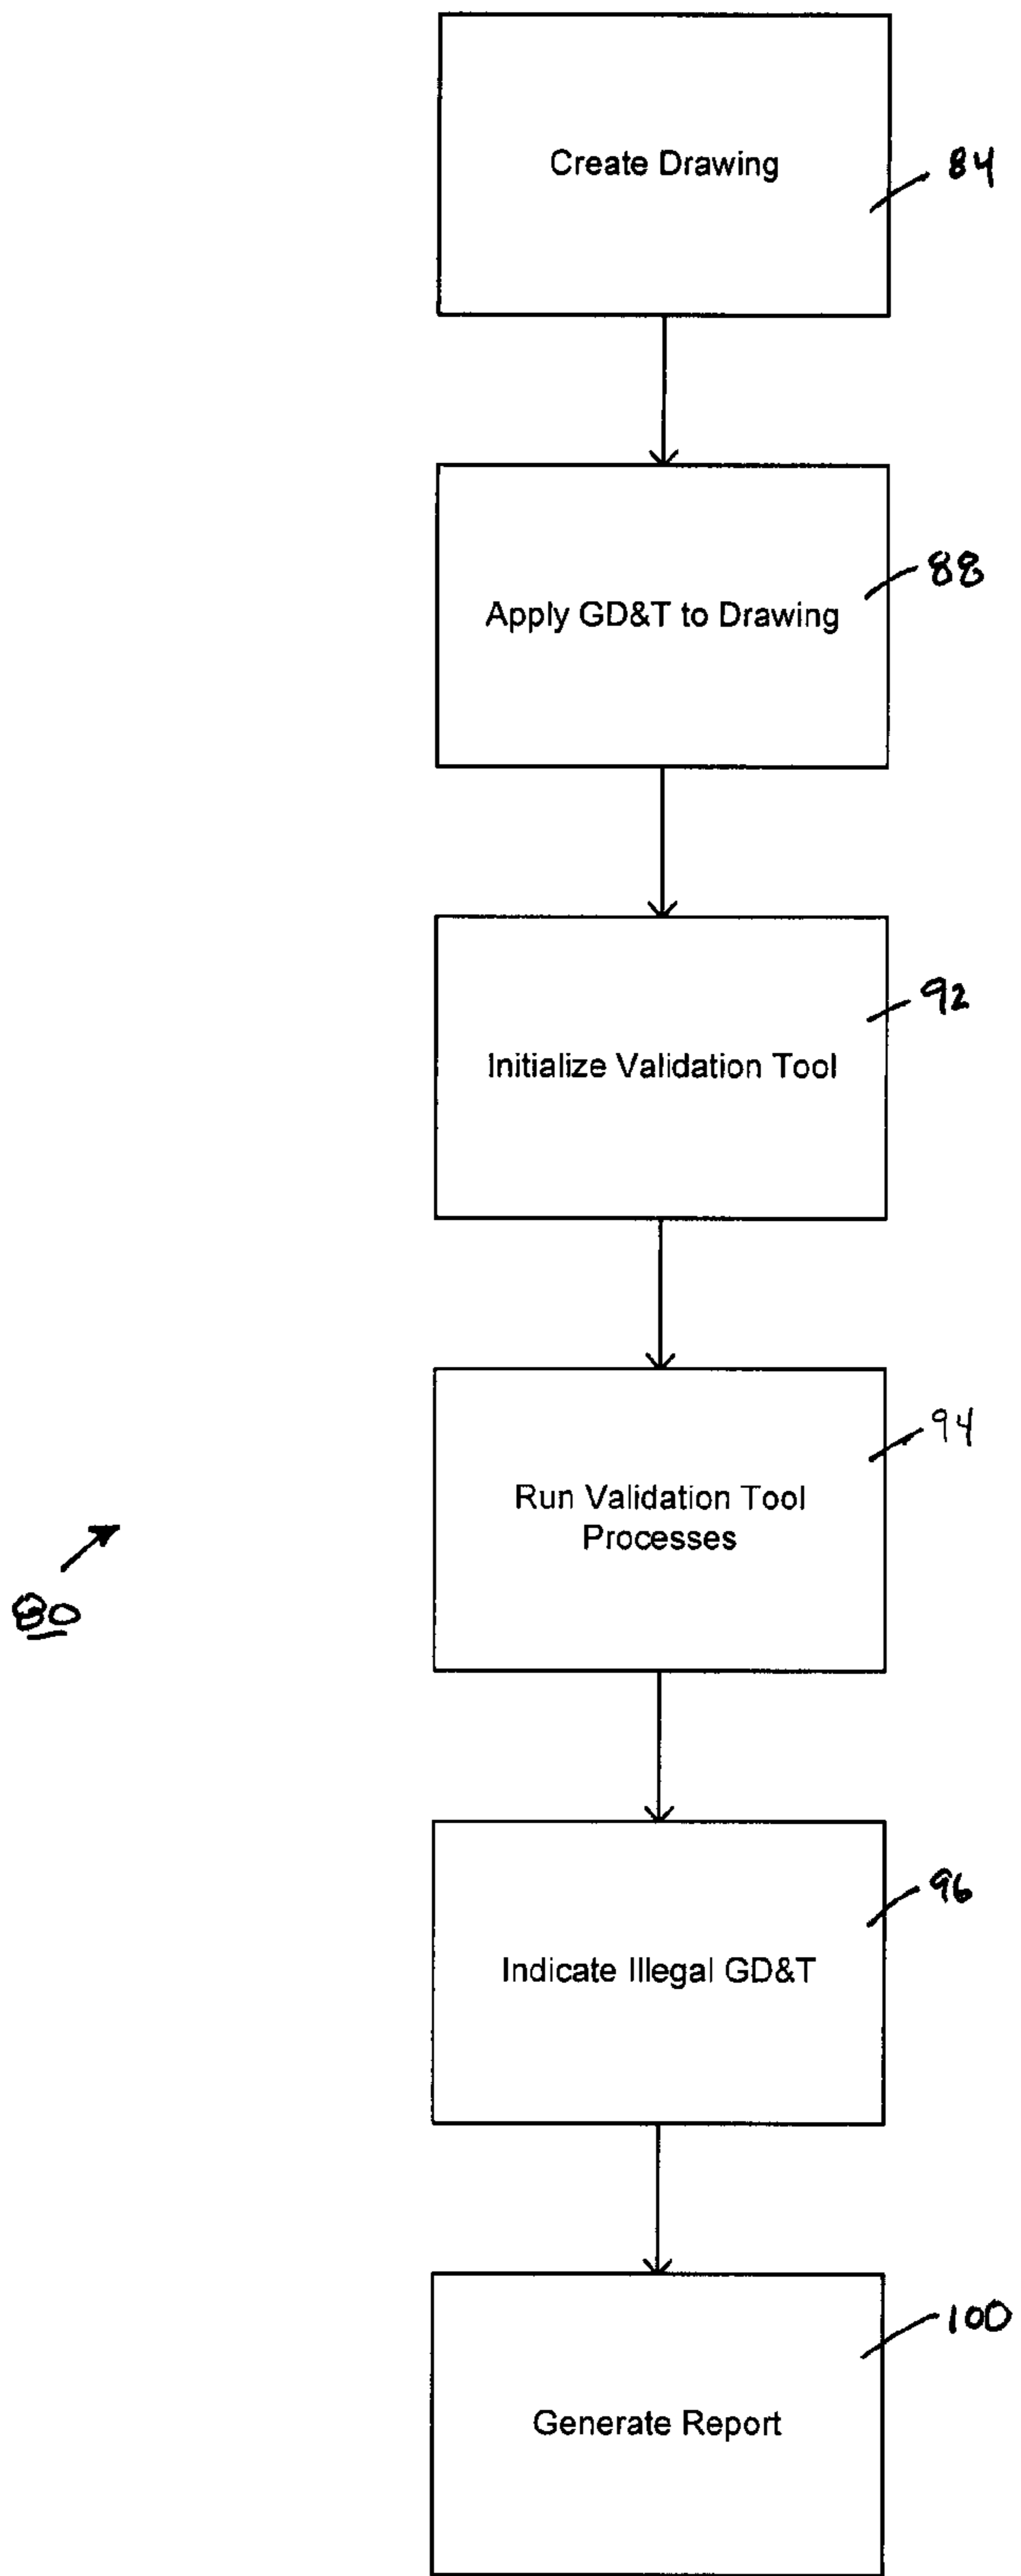 Create Drawing
84
Apply GD&T to Drawing
88
Initialize Validation Tool
92
Run Validation Tool
Processes
94
80
Indicate Illegal GD&T
96
Generate Report
100